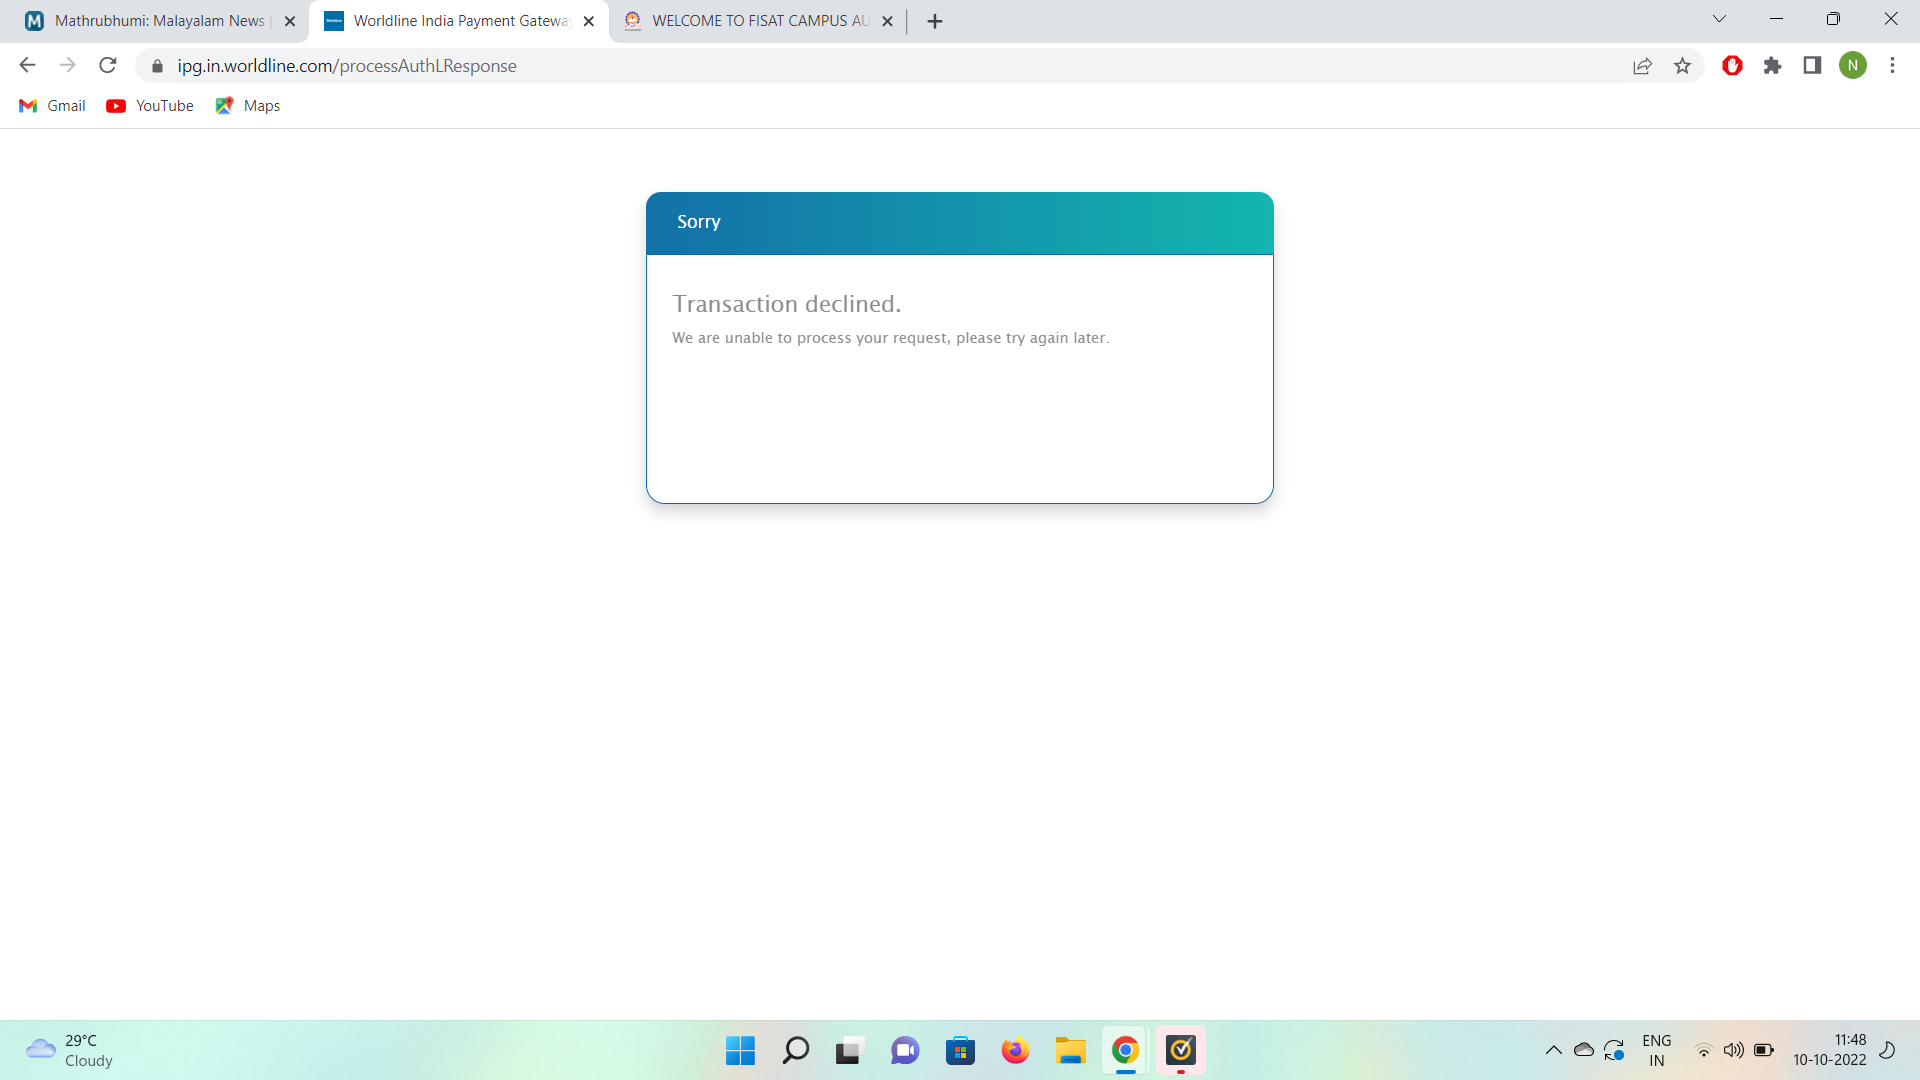 Mathrubhumi: Malayalam News |
Worldline India Payment Gateway
WELCOME TO FISAT CAMPUS AU
ipg.in.worldline.com/processAuthLResponse
N
Gmail
YouTube
Maps
Sorry
Transaction declined.
We are unable to process your request, please try again later.
29°C
Cloudy
ENG
IN
11:48
10-10-2022